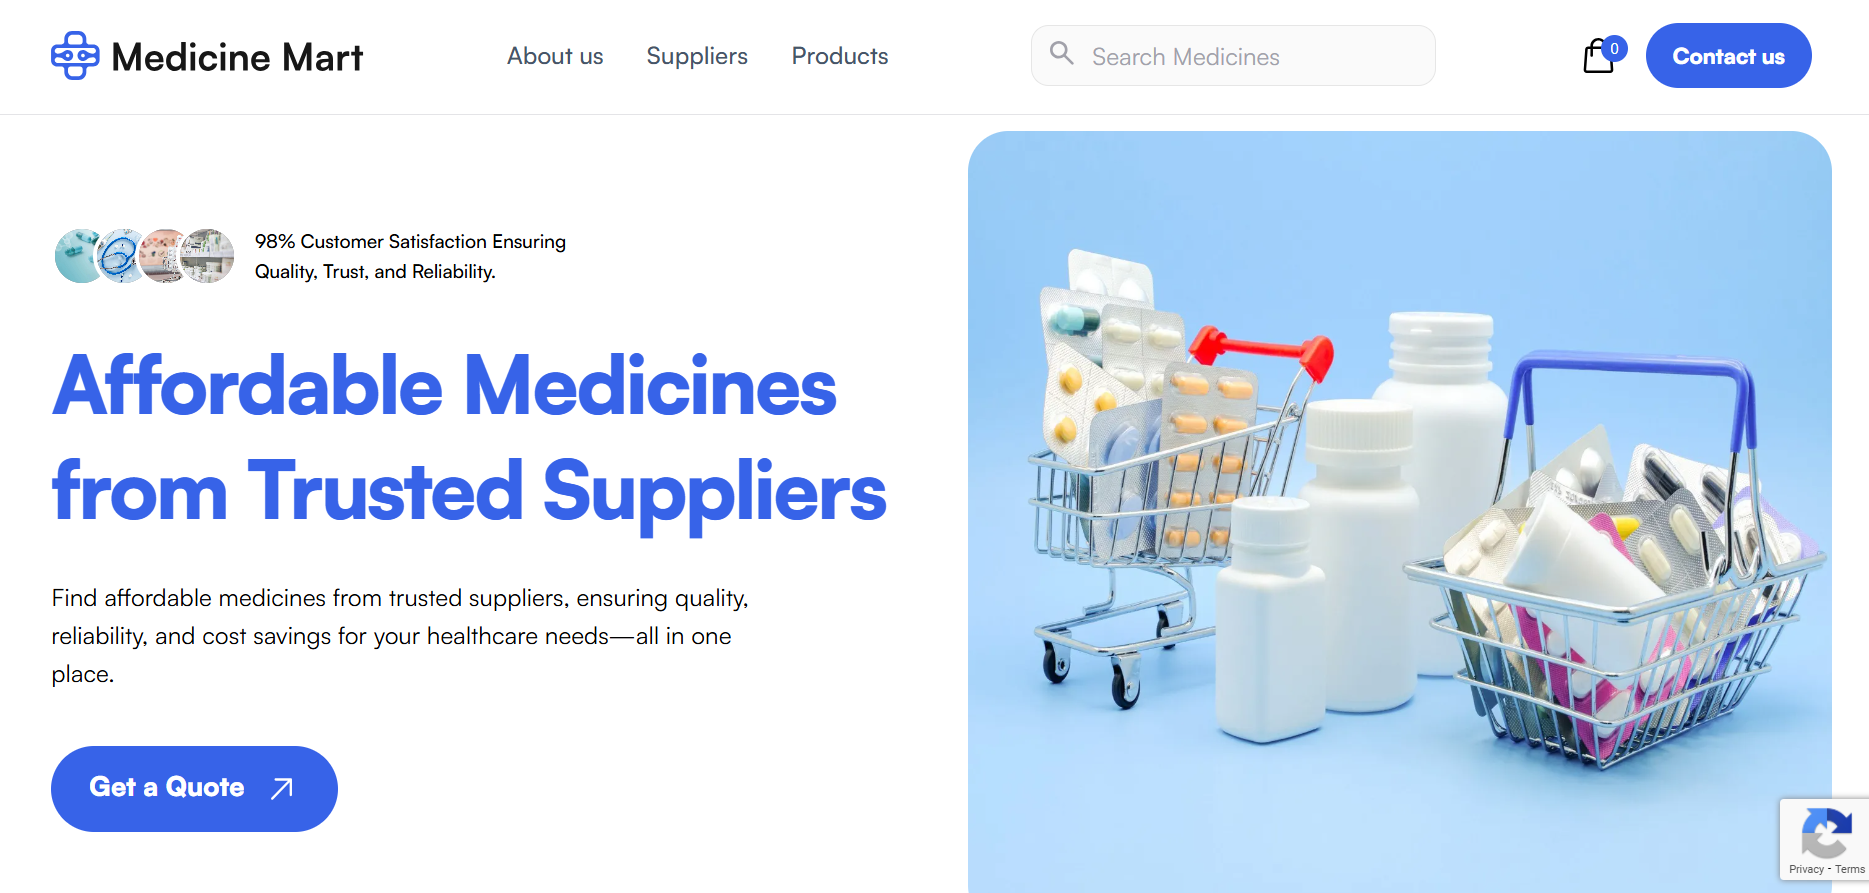 Medicine Mart
About us
Suppliers
Products
Search Medicines
0
Contact us
98% Customer Satisfaction Ensuring
Quality, Trust, and Reliability.
Affordable Medicines
from Trusted Suppliers
Find affordable medicines from trusted suppliers, ensuring quality,
reliability, and cost savings for your healthcare needs—all in one
place.
Get a Quote
Privacy - Terms